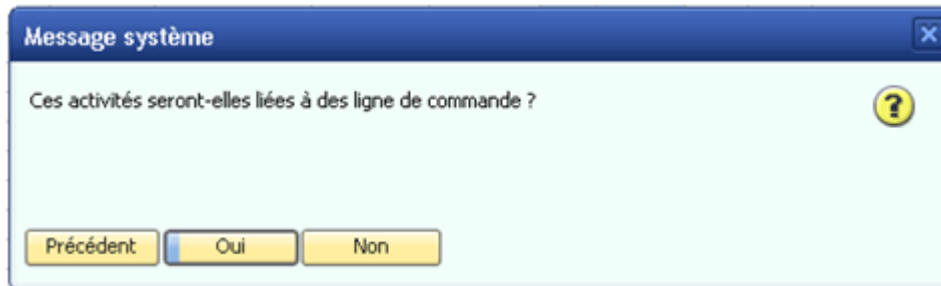 Message système
Ces activités seront-elles liées à des ligne de commande ?
Précédent Oui Non